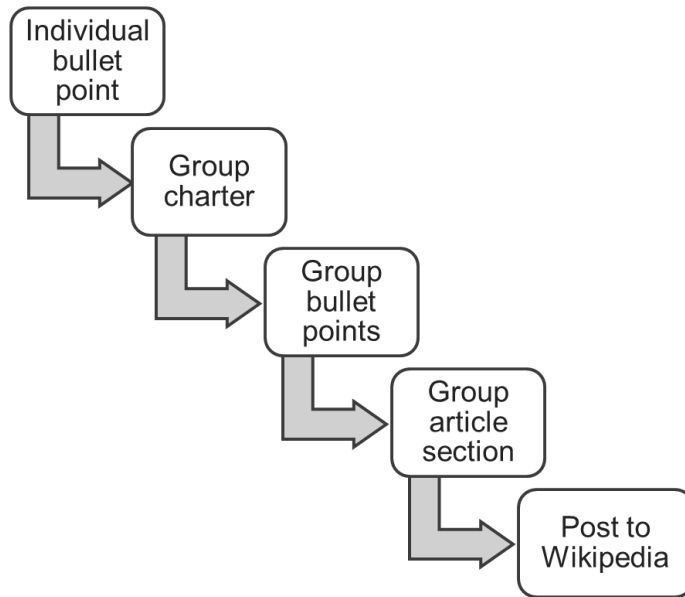 Individual
bullet
point
Group
charter
Group
bullet
points
Group
article
section
Post to
Wikipedia